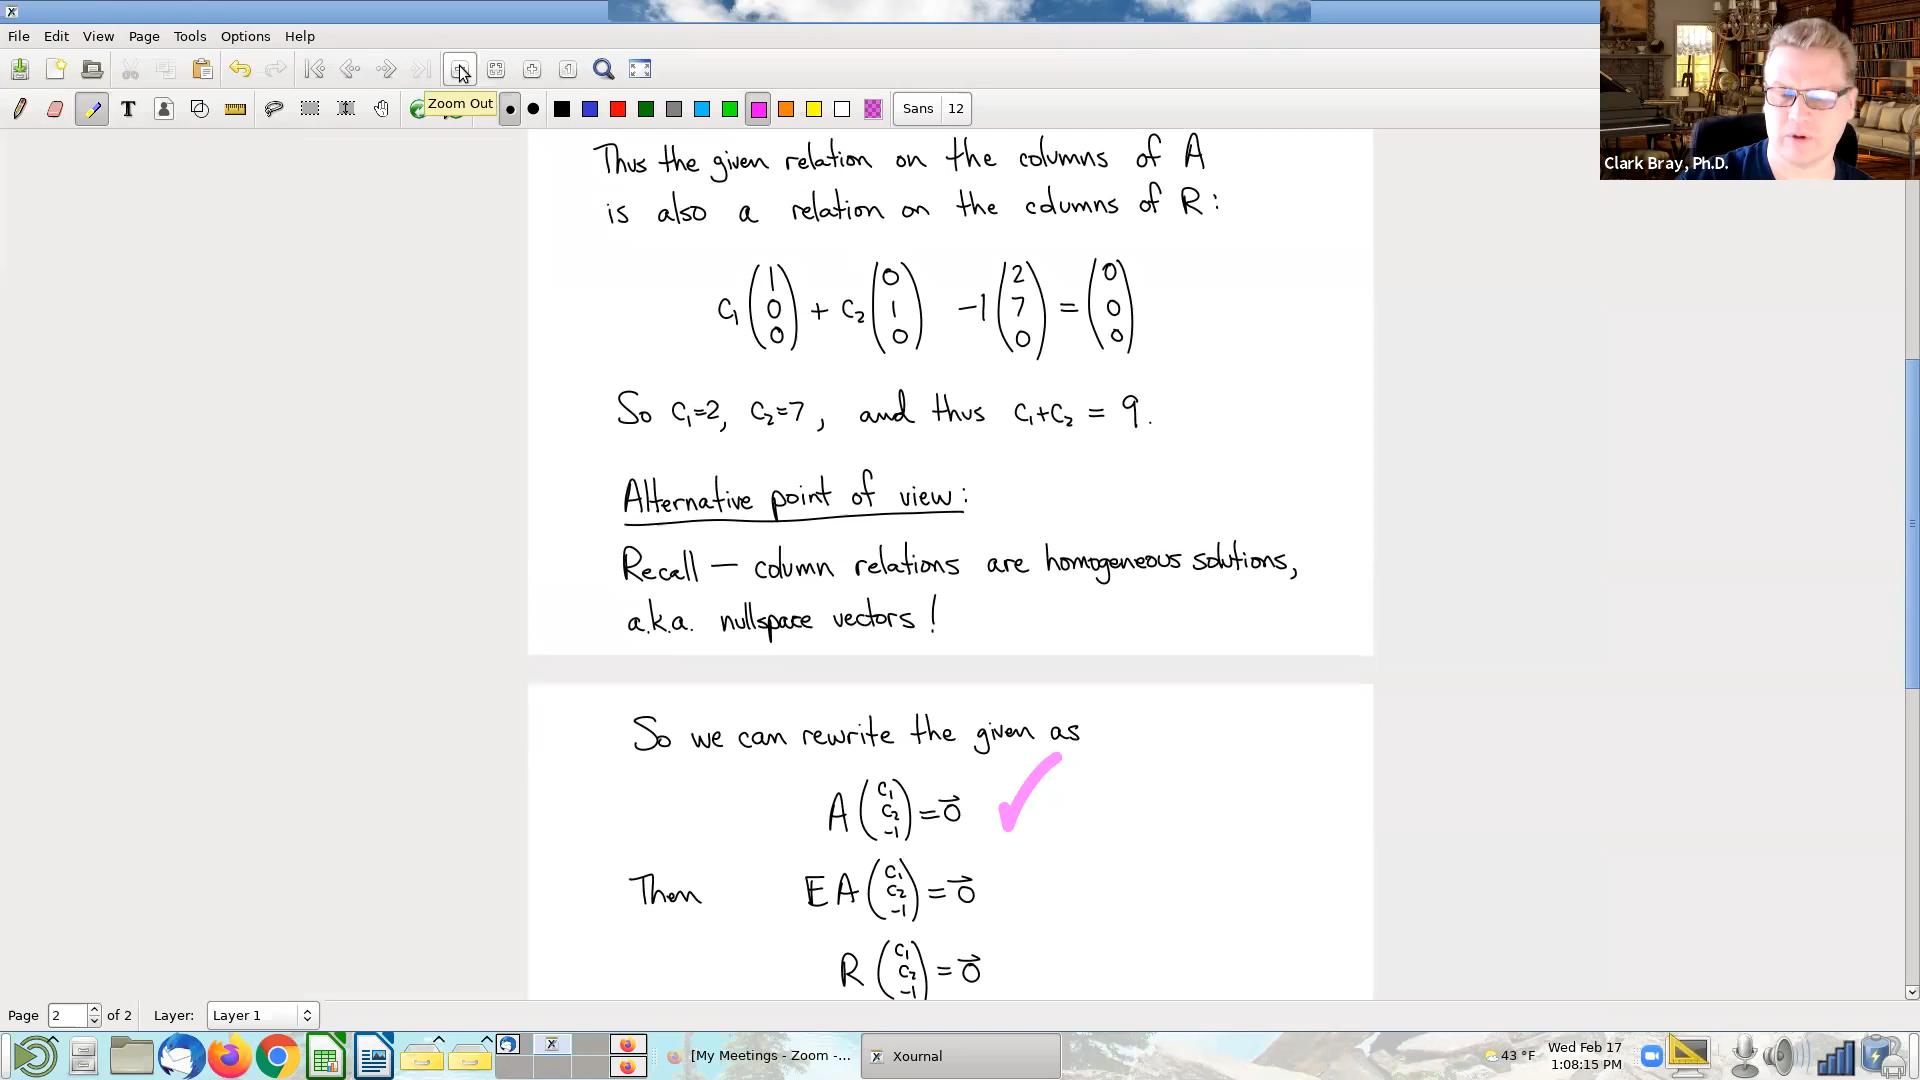 File Edit View Page Tools Options Help
Zoom Out
Sans 12
Clark Bray, Ph.D.
Thus the given relation on the columns of A
is also a relation on the columns of R:
c₁ (1 0 0) + c₂ (0 1 0) -1 (2 7 0) = (0 0 0)
So c₁=2, c₂=7, and thus c₁+c₂ = 9.
Alternative point of view:
Recall — column relations are homogeneous solutions,
a.k.a. nullspace vectors!
So we can rewrite the given as
A (c₁ c₂ -1) = 0⃗
Then EA (c₁ c₂ -1) = 0⃗
R (c₁ c₂ -1) = 0⃗
Page 2 of 2 Layer: Layer 1
[My Meetings - Zoom -...
Xournal
43 °F
Wed Feb 17
1:08:15 PM